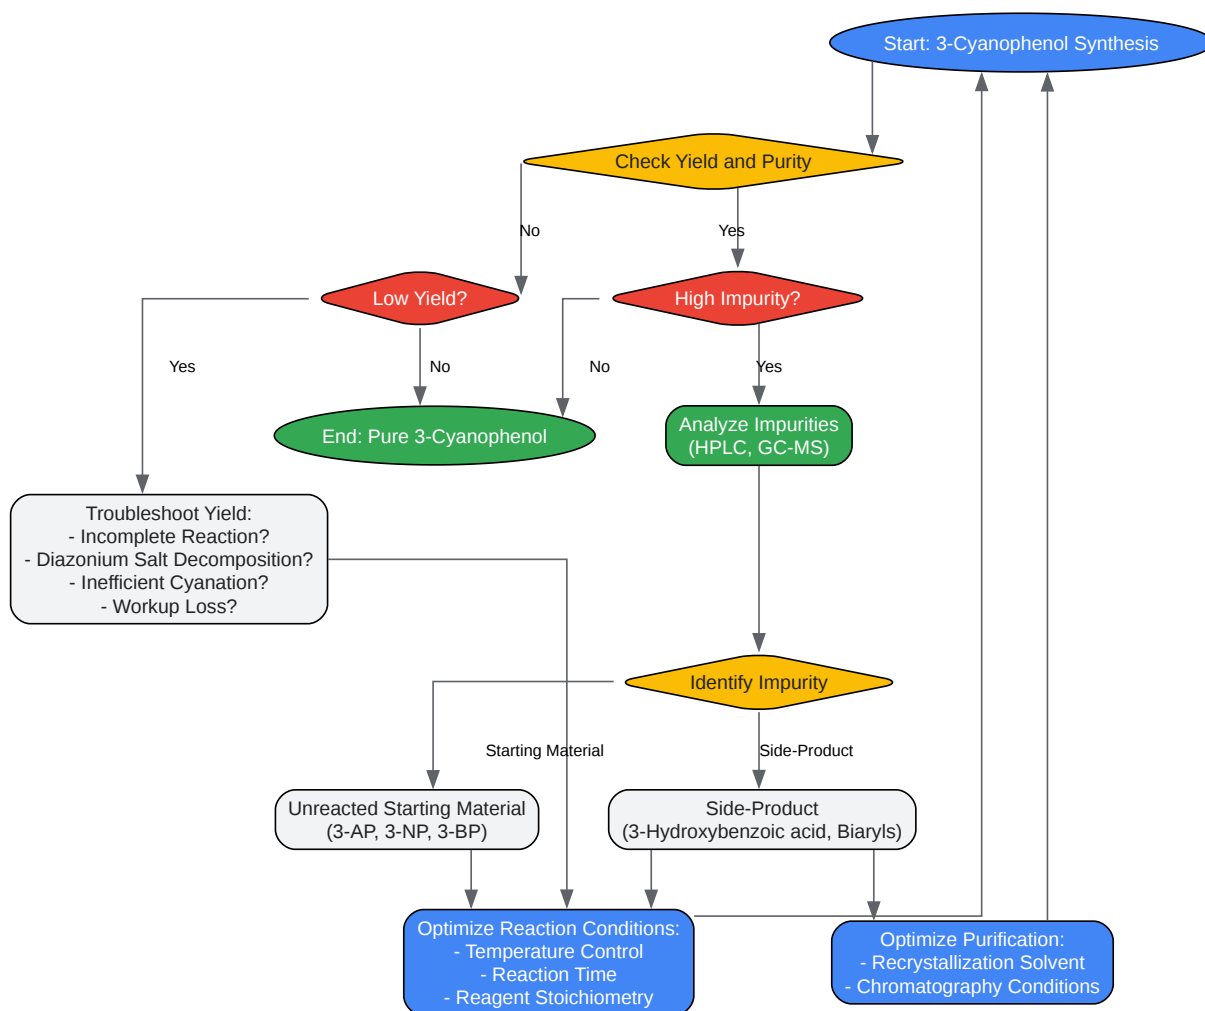 Start: 3-Cyanophenol Synthesis
Check Yield and Purity
No
Yes
Low Yield?
High Impurity?
Yes
No
No
Yes
End: Pure 3-Cyanophenol
Analyze Impurities
(HPLC, GC-MS)
Troubleshoot Yield:
- Incomplete Reaction?
- Diazonium Salt Decomposition?
- Inefficient Cyanation?
- Workup Loss?
Identify Impurity
Starting Material
Side-Product
Unreacted Starting Material
(3-AP, 3-NP, 3-BP)
Side-Product
(3-Hydroxybenzoic acid, Biaryls)
Optimize Reaction Conditions:
- Temperature Control
- Reaction Time
- Reagent Stoichiometry
Optimize Purification:
- Recrystallization Solvent
- Chromatography Conditions